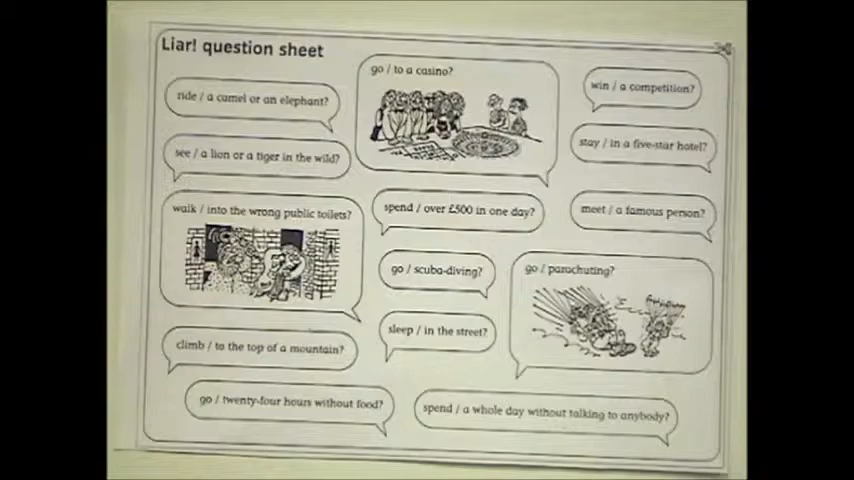 Liar! question sheet
go / to a casino?
win / a competition?
ride / a camel or an elephant?
stay / in a five-star hotel?
see / a lion or a tiger in the wild?
walk / into the wrong public toilets?
spend / over £500 in one day?
meet / a famous person?
go / scuba-diving?
go / parachuting?
sleep / in the street?
climb / to the top of a mountain?
go / twenty-four hours without food?
spend / a whole day without talking to anybody?